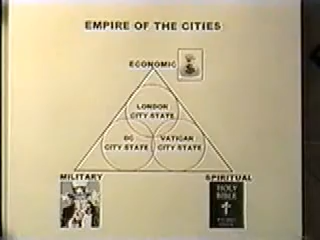 EMPIRE OF THE CITIES
ECONOMIC
LONDON
CITY STATE
DC
CITY STATE
VATICAN
CITY STATE
MILITARY
SPIRITUAL
HOLY
BIBLE